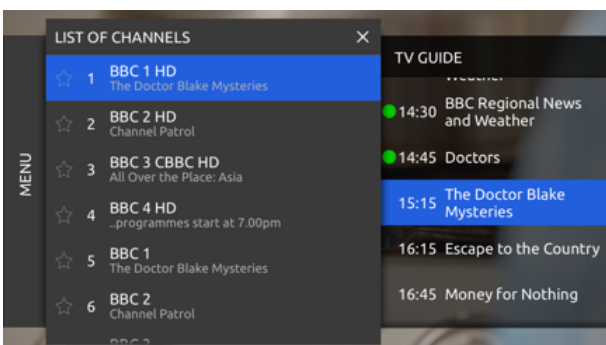 MENU
LIST OF CHANNELS
1 BBC 1 HD
The Doctor Blake Mysteries
2 BBC 2 HD
Channel Patrol
3 BBC 3 CBBC HD
All Over the Place: Asia
4 BBC 4 HD
..programmes start at 7.00pm
5 BBC 1
The Doctor Blake Mysteries
6 BBC 2
Channel Patrol
TV GUIDE
14:30 BBC Regional News
and Weather
14:45 Doctors
15:15 The Doctor Blake
Mysteries
16:15 Escape to the Country
16:45 Money for Nothing